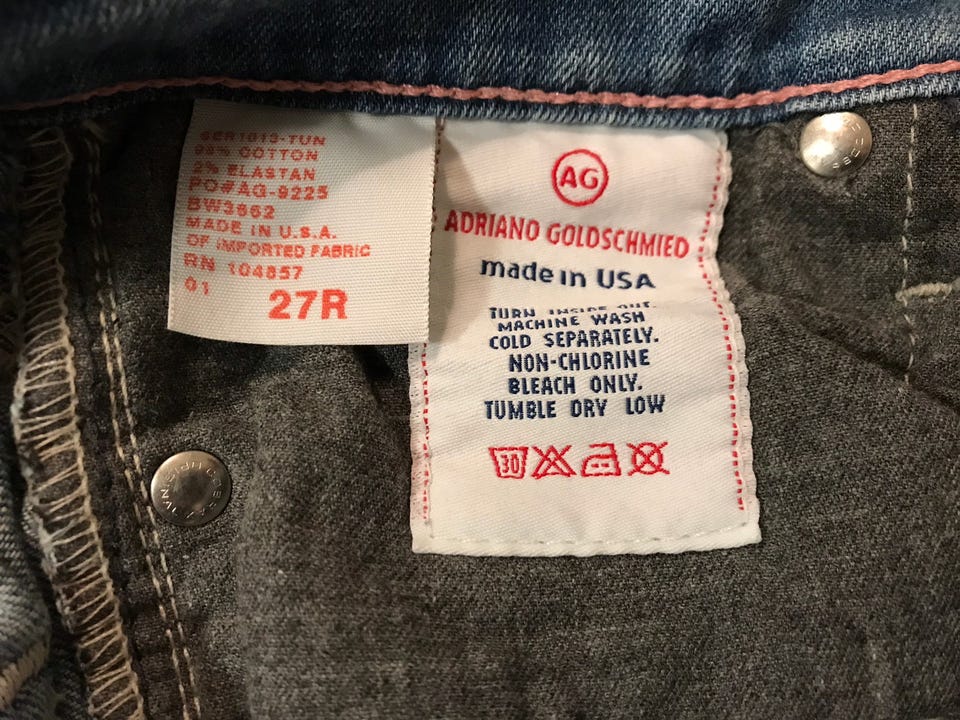 SER1013-TUN
98% COTTON
2% ELASTAN
PO#AG-9225
BW3662
MADE IN U.S.A.
OF IMPORTED FABRIC
RN 104857
01
27R
AG
ADRIANO GOLDSCHMIED
made in USA
TURN INSIDE OUT.
MACHINE WASH
COLD SEPARATELY.
NON-CHLORINE
BLEACH ONLY.
TUMBLE DRY LOW
30